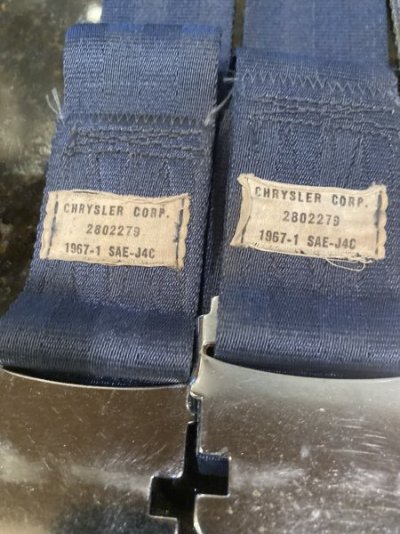 CHRYSLER CORP.
2802279
1967-1 SAE-J4C
CHRYSLER CORP.
2802279
1967-1 SAE-J4C